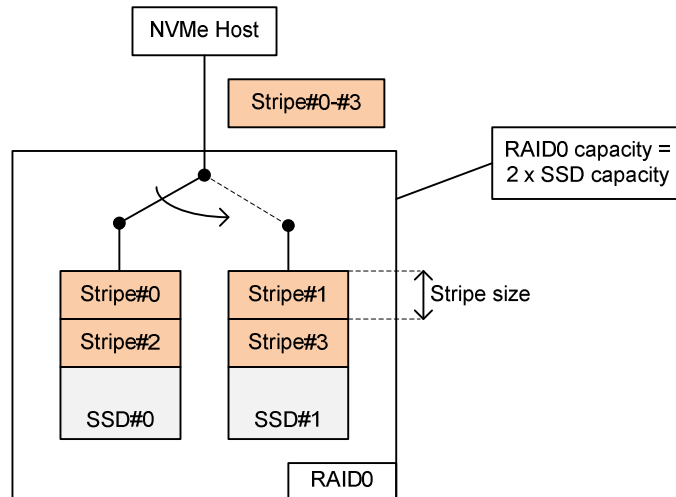 NVMe Host
Stripe#0-#3
RAID0 capacity =
2 x SSD capacity
Stripe#0
Stripe#1
Stripe size
Stripe#2
Stripe#3
SSD#0
SSD#1
RAID0